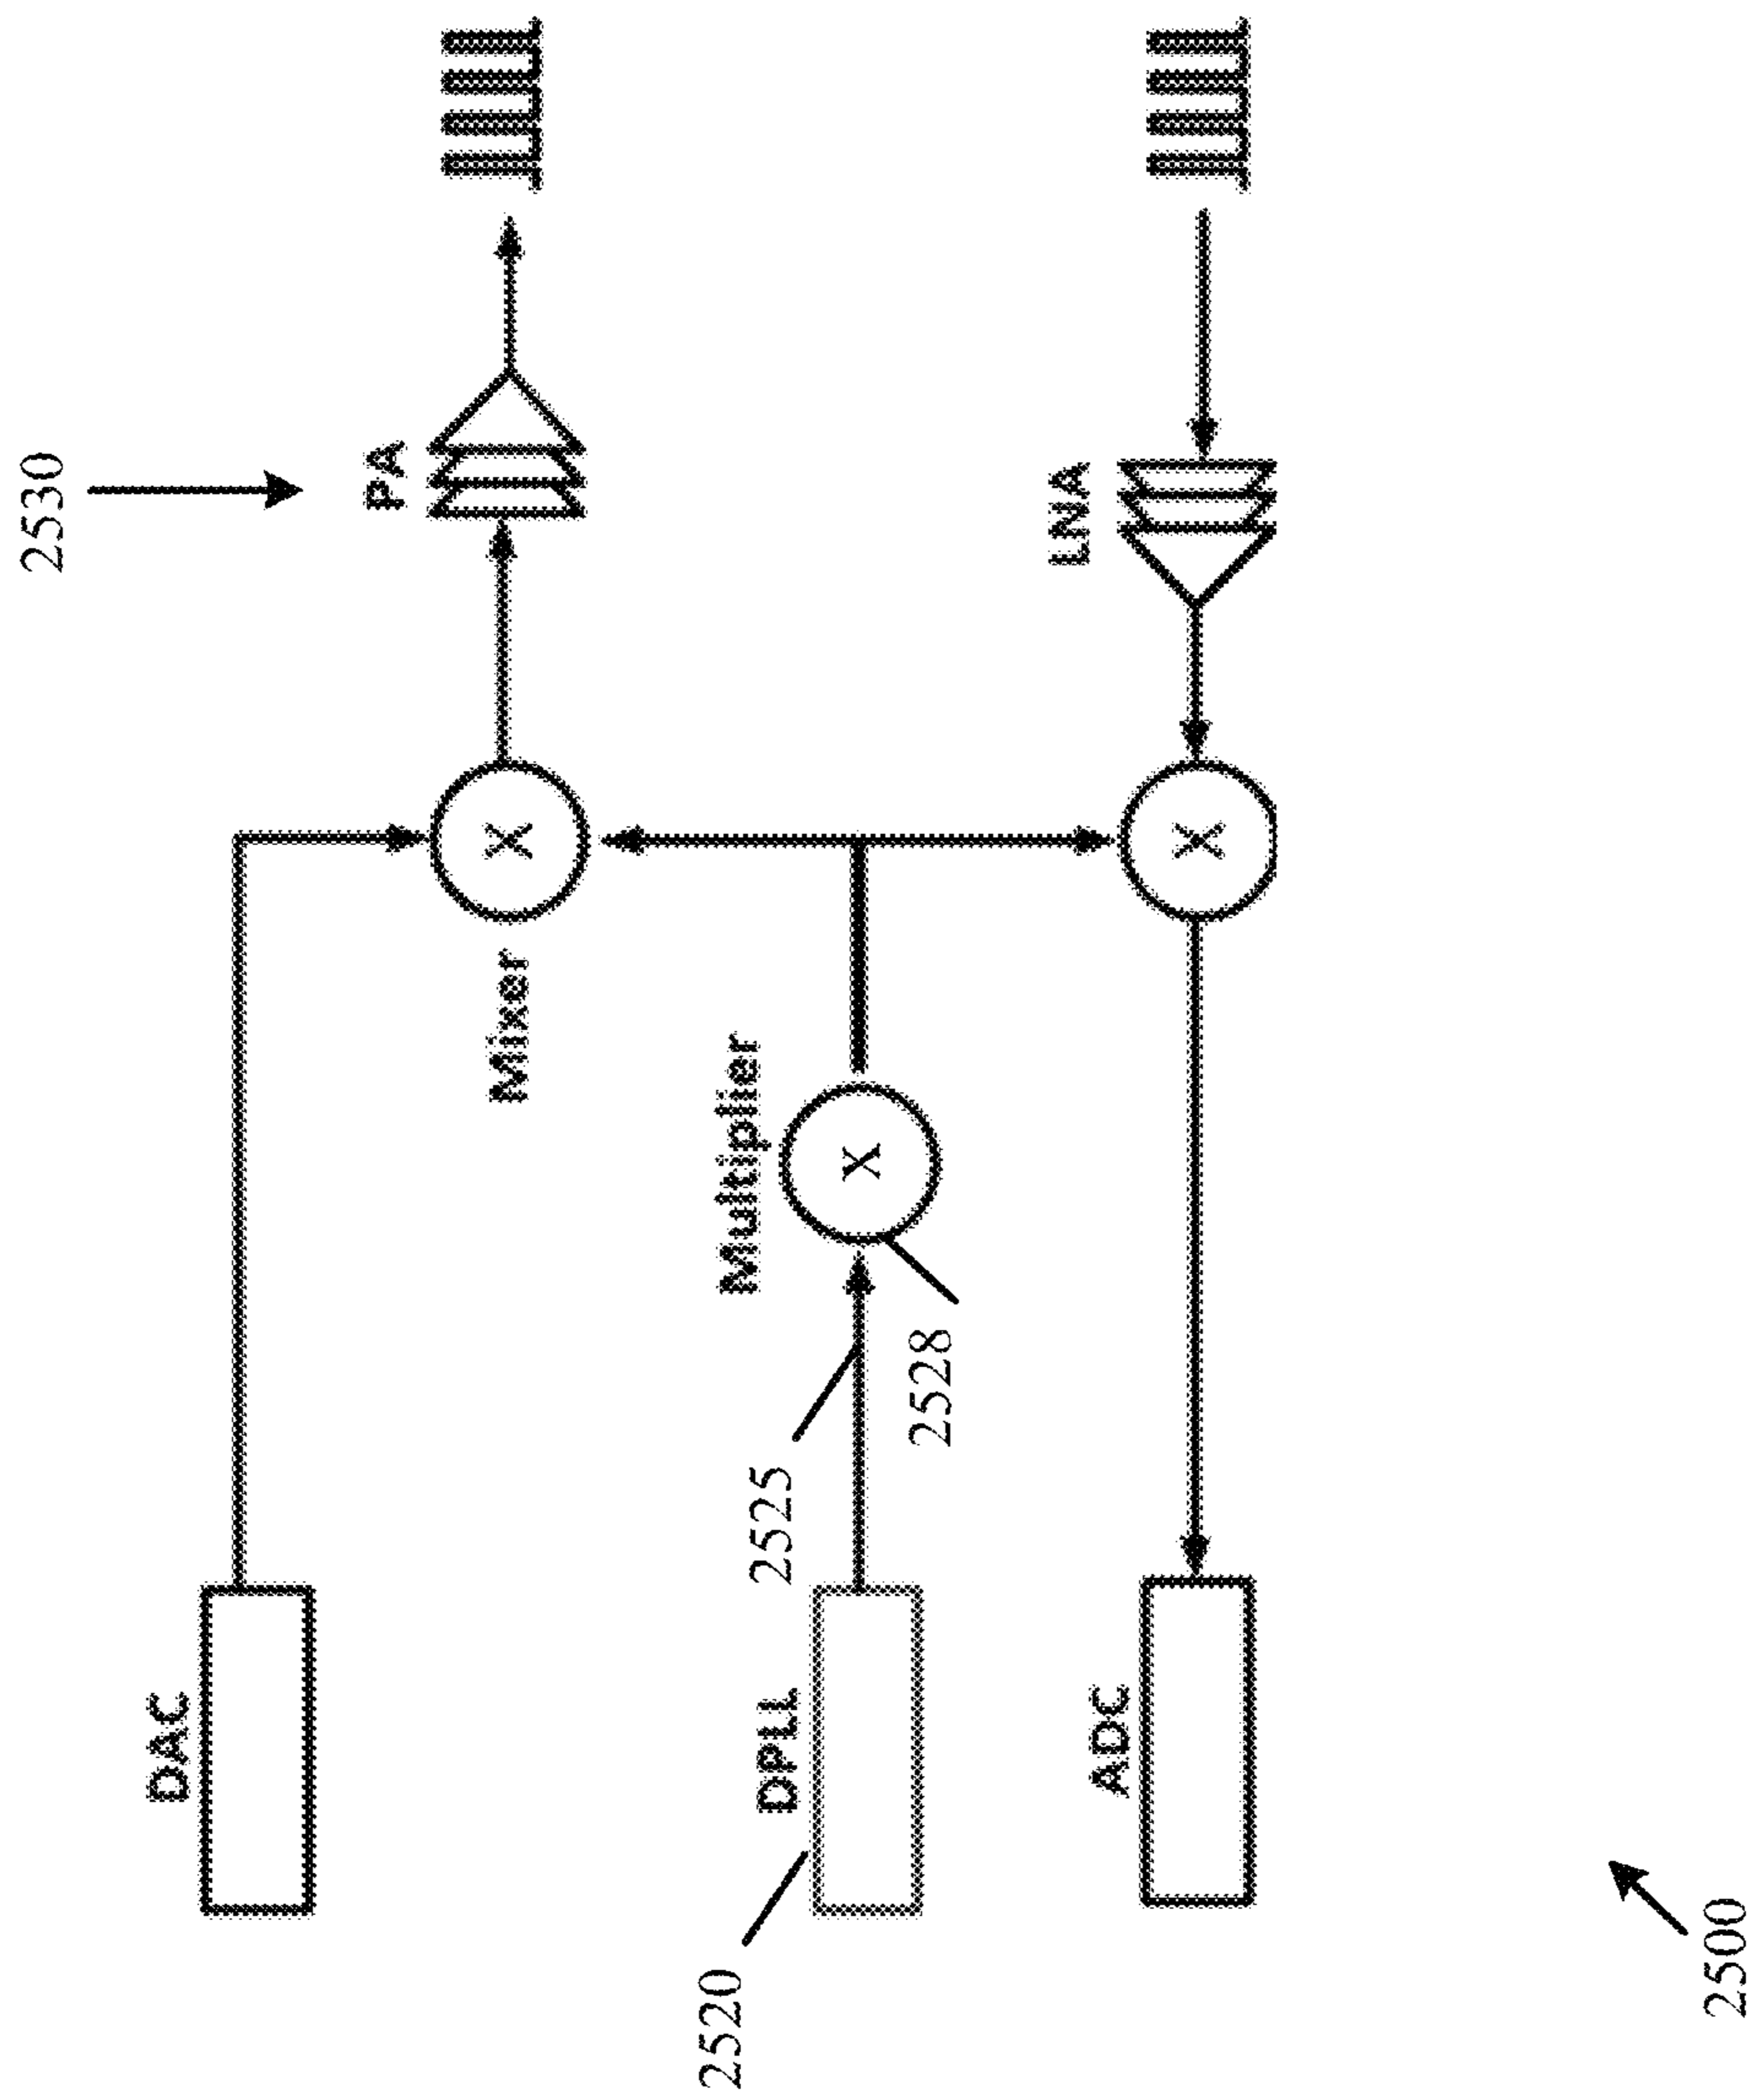 2530
PA
LNA
X
X
Mixer
Multiplier
X
2525
2528
DAC
DPLL
ADC
2520
2500